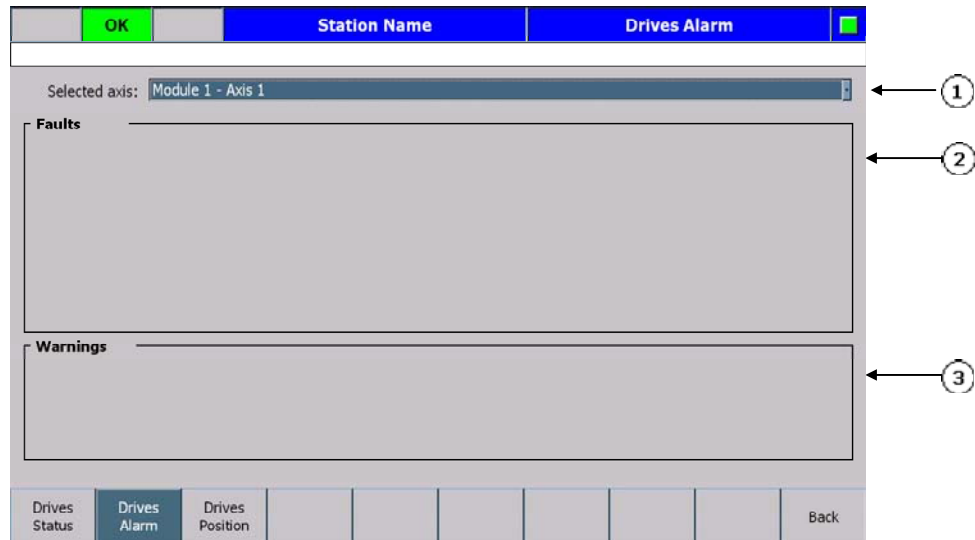 OK Station Name Drives Alarm
Selected axis: Module 1 - Axis 1
1
Faults
2
Warnings
3
Drives Status
Drives Alarm
Drives Position
Back